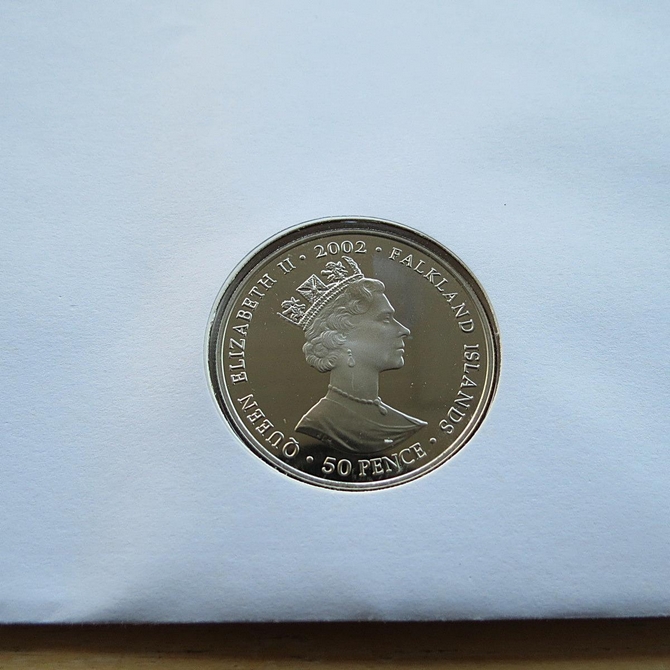 QUEEN ELIZABETH II · 2002 · FALKLAND ISLANDS · 50 PENCE ·